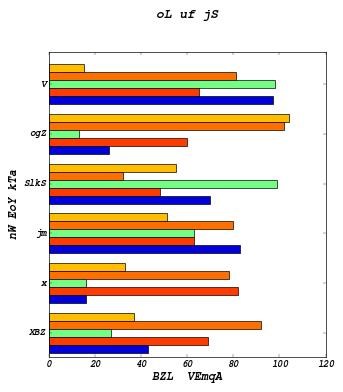 oL uf jS
V
ogZ
SlkS
jm
x
XBZ
nW EoY kTa
0 20 40 60 80 100 120
BZL VEmqA